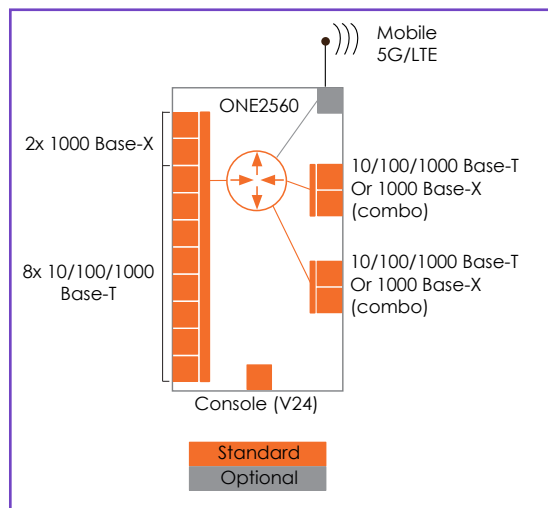 Mobile
5G/LTE
ONE2560
2x 1000 Base-X
10/100/1000 Base-T
Or 1000 Base-X
(combo)
8x 10/100/1000
Base-T
10/100/1000 Base-T
Or 1000 Base-X
(combo)
Console (V24)
Standard
Optional